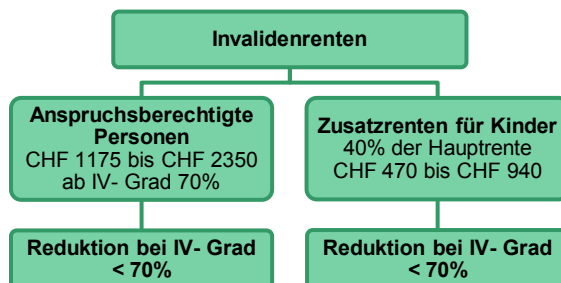 Invalidenrenten
Anspruchsberechtigte
Personen
CHF 1175 bis CHF 2350
ab IV- Grad 70%
Zusatzrenten für Kinder
40% der Hauptrente
CHF 470 bis CHF 940
Reduktion bei IV- Grad
< 70%
Reduktion bei IV- Grad
< 70%